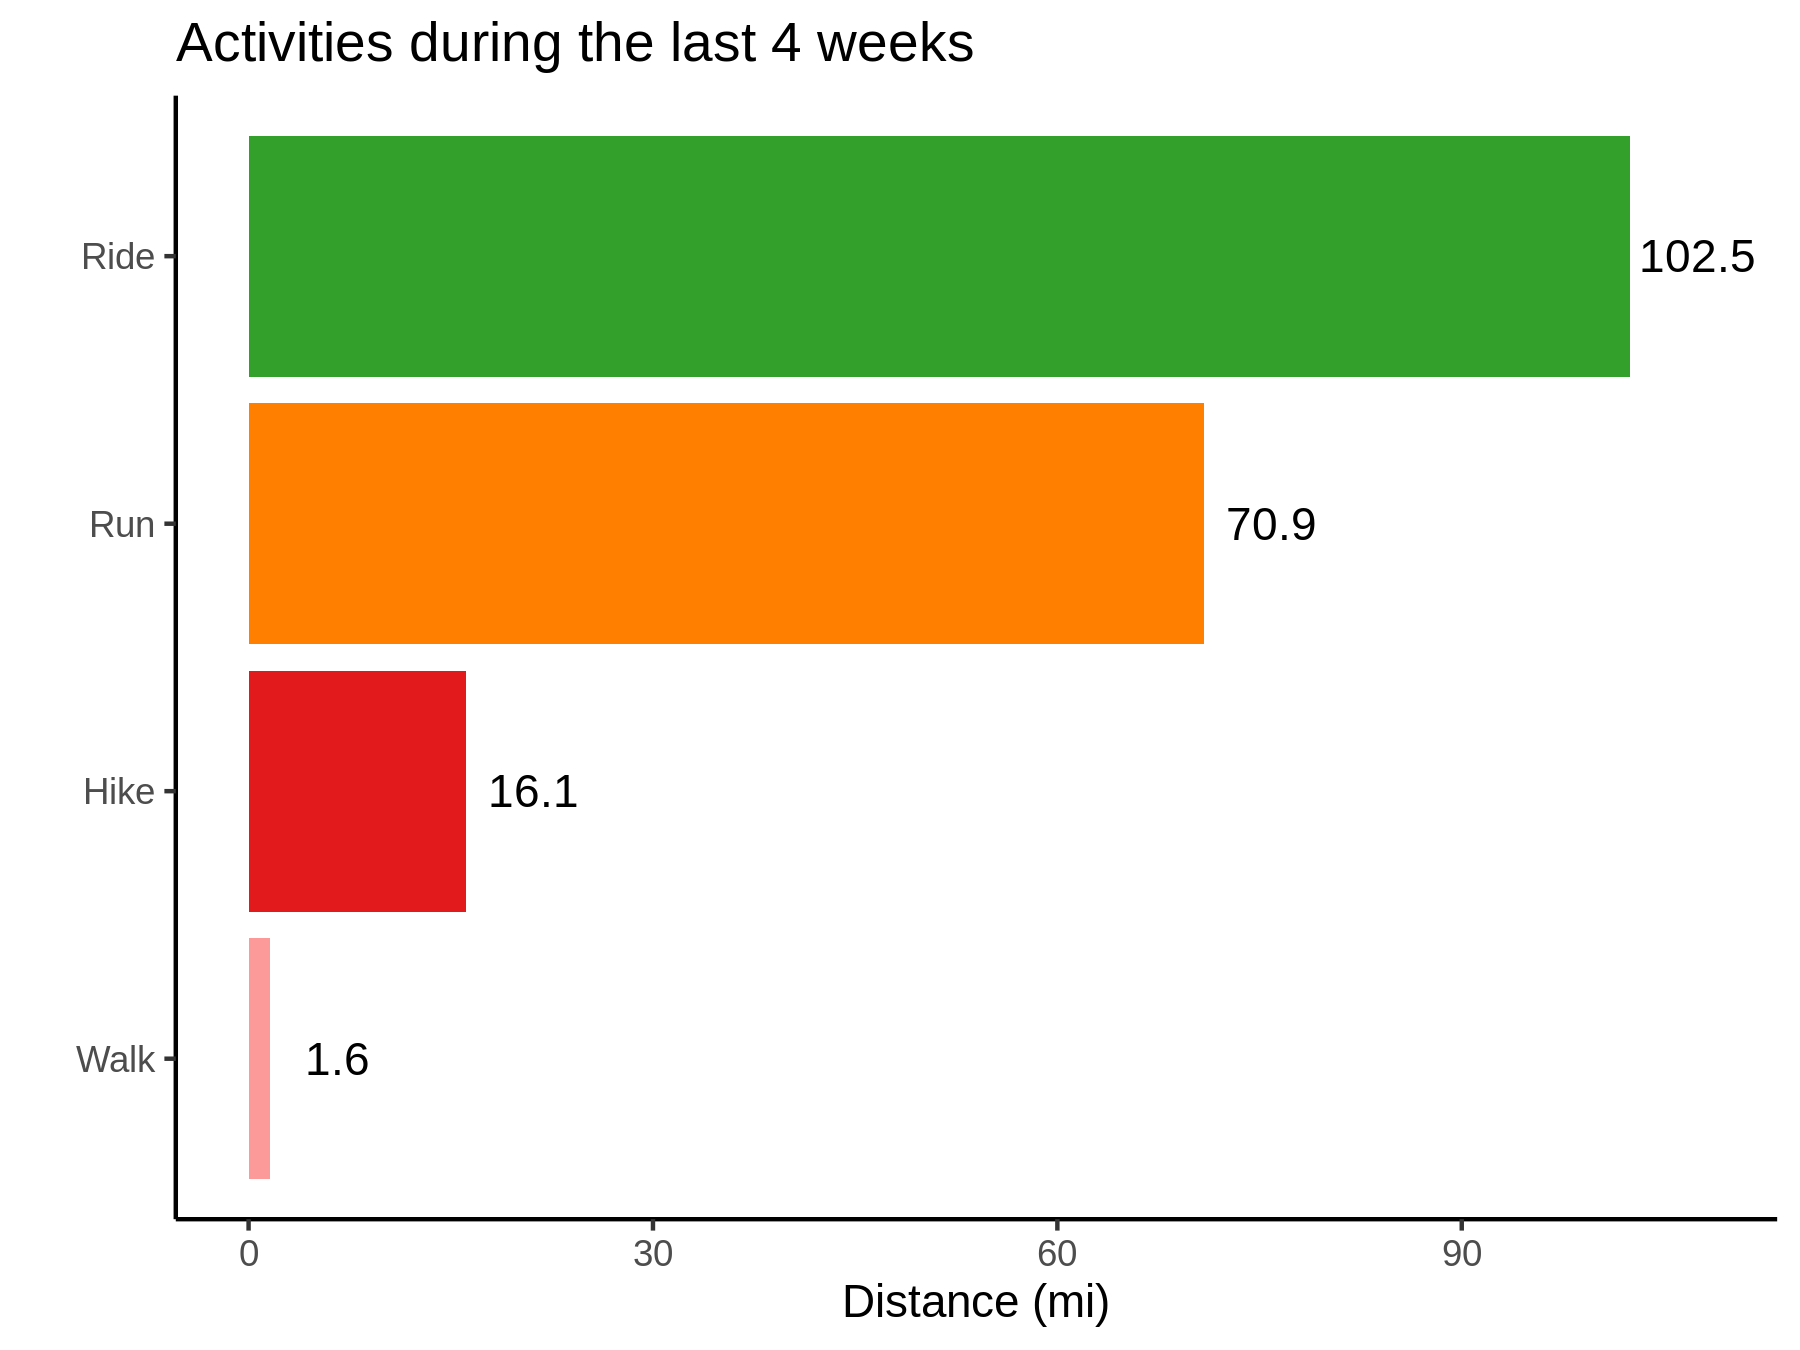 Activities during the last 4 weeks
Ride
102.5
Run
70.9
Hike
16.1
Walk
1.6
0 30 60 90
Distance (mi)